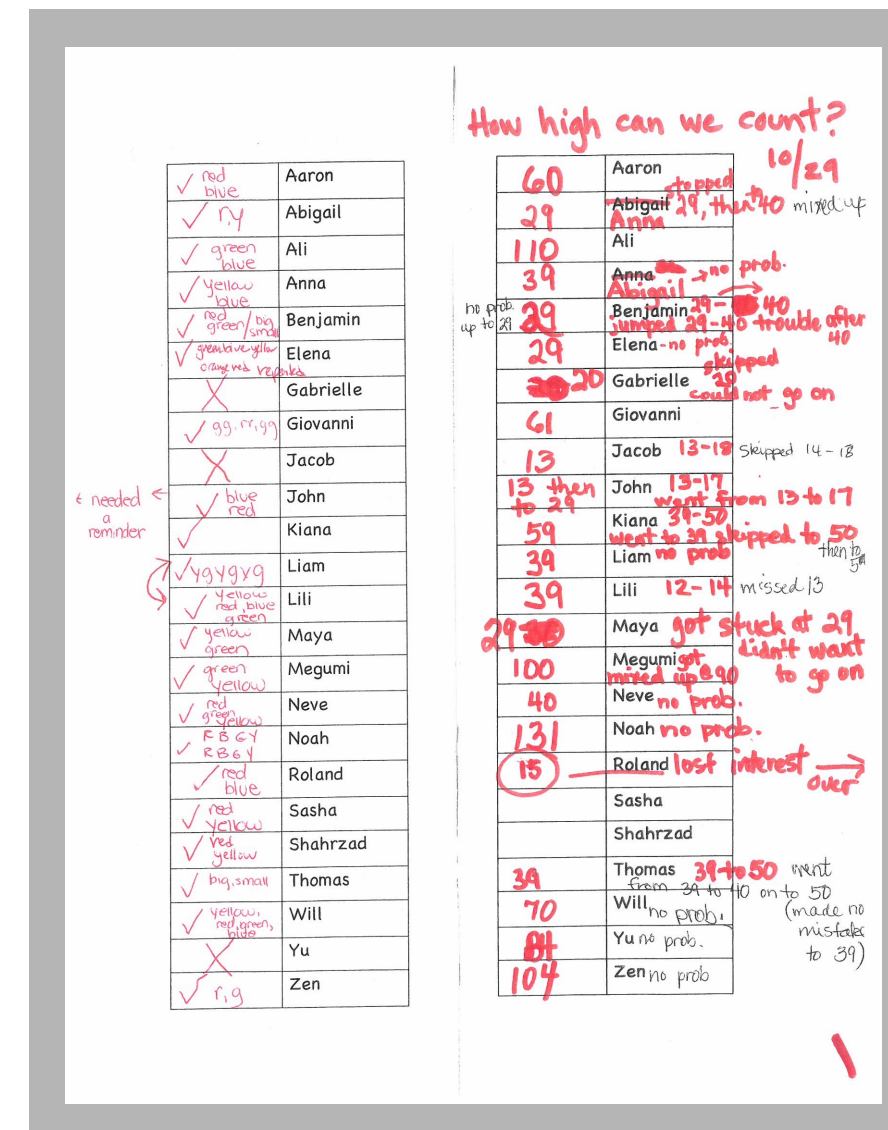 How high can we count?
10/29
✓ red blue Aaron
✓ r,y Abigail
✓ green blue Ali
✓ yellow blue Anna
✓ red green/big small Benjamin
✓ green blue yellow orange red repeated Elena
X Gabrielle
✓ gg, rr, gg Giovanni
X Jacob
needed a reminder ← ✓ blue red John
✓ Kiana
✓ ygygyg Liam
✓ yellow red, blue green Lili
✓ yellow green Maya
✓ green yellow Megumi
✓ red green yellow Neve
✓ RBGY RBGY Noah
✓ red blue Roland
✓ red yellow Sasha
✓ red yellow Shahrzad
✓ big, small Thomas
✓ yellow, red, green, blue Will
X Yu
✓ r, g Zen
60 Aaron
29 Abigail Anna stopped 29, then to 40 mixed up
110 Ali
39 Anna Abigail → no prob.
no prob. up to 29 29 Benjamin 29- 40 jumped 29-40 trouble after 40
29 Elena - no prob.
20 Gabrielle skipped 20 could not go on
61 Giovanni
13 Jacob 13-18 skipped 14-18
13 then to 29 John 13-17 went from 13 to 17
59 Kiana 39-50 went to 39 skipped to 50 then to
39 Liam no prob
39 Lili 12-14 missed 13
29 Maya got stuck at 29 didn't want to go on
100 Megumi got mixed up @ 90
40 Neve no prob.
131 Noah no prob.
15 Roland lost interest → over
Sasha
Shahrzad
39 Thomas 39 to 50 went from 39 to 40 on to 50 (made no mistakes to 39)
70 Will no prob.
Yu no prob.
104 Zen no prob